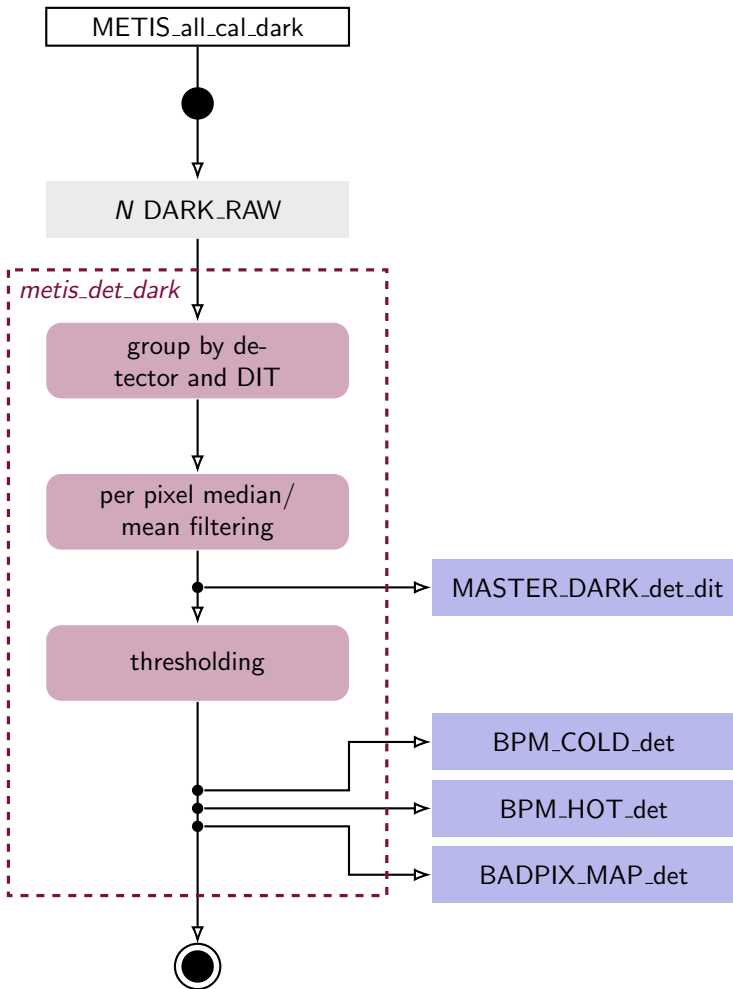 METIS_all_cal_dark
N DARK_RAW
metis_det_dark
group by de-
tector and DIT
per pixel median/
mean filtering
MASTER_DARK_det_dit
thresholding
BPM_COLD_det
BPM_HOT_det
BADPIX_MAP_det